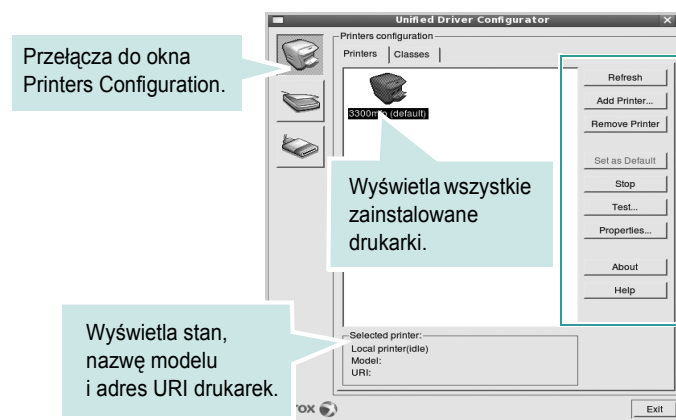 Unified Driver Configurator
Printers configuration
Printers Classes
Przełącza do okna
Printers Configuration.
Refresh
Add Printer...
Remove Printer
Set as Default
Stop
Test...
Properties...
About
Help
(default)
Wyświetla wszystkie
zainstalowane
drukarki.
Wyświetla stan,
nazwę modelu
i adres URI drukarek.
Selected printer:
Local printer(idle)
Model:
URI:
Exit